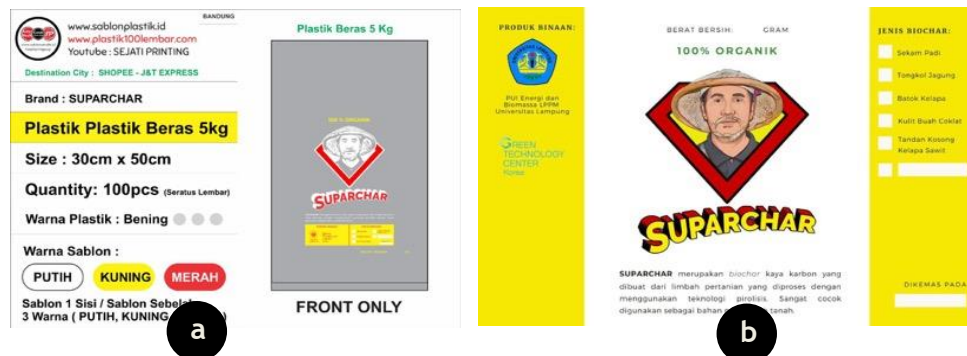 BANDUNG
www.sablonplastik.id
www.plastik100lembar.com
Youtube : SEJATI PRINTING
Destination City : SHOPEE - J&T EXPRESS
Brand : SUPARCHAR
Plastik Plastik Beras 5kg
Size : 30cm x 50cm
Quantity: 100pcs (Seratus Lembar)
Warna Plastik : Bening
Warna Sablon :
PUTIH KUNING MERAH
Sablon 1 Sisi / Sablon
3 Warna ( PUTIH, KUNING
a
Plastik Beras 5 Kg
100 % ORGANIK
SUPARCHAR
FRONT ONLY
PRODUK BINAAN:
PUI Energi dan
Biomassa LPPM
Universitas Lampung
GREEN
TECHNOLOGY
CENTER
Korea
BERAT BERSIH: GRAM
100% ORGANIK
SUPARCHAR
SUPARCHAR merupakan biochar kaya karbon yang
dibuat dari limbah pertanian yang diproses dengan
menggunakan teknologi pirolisis. Sangat cocok
digunakan sebagai bahan tanah.
b
JENIS BIOCHAR:
Sekam Padi
Tongkol Jagung
Batok Kelapa
Kulit Buah Coklat
Tandan Kosong
Kelapa Sawit
DIKEMAS PADA